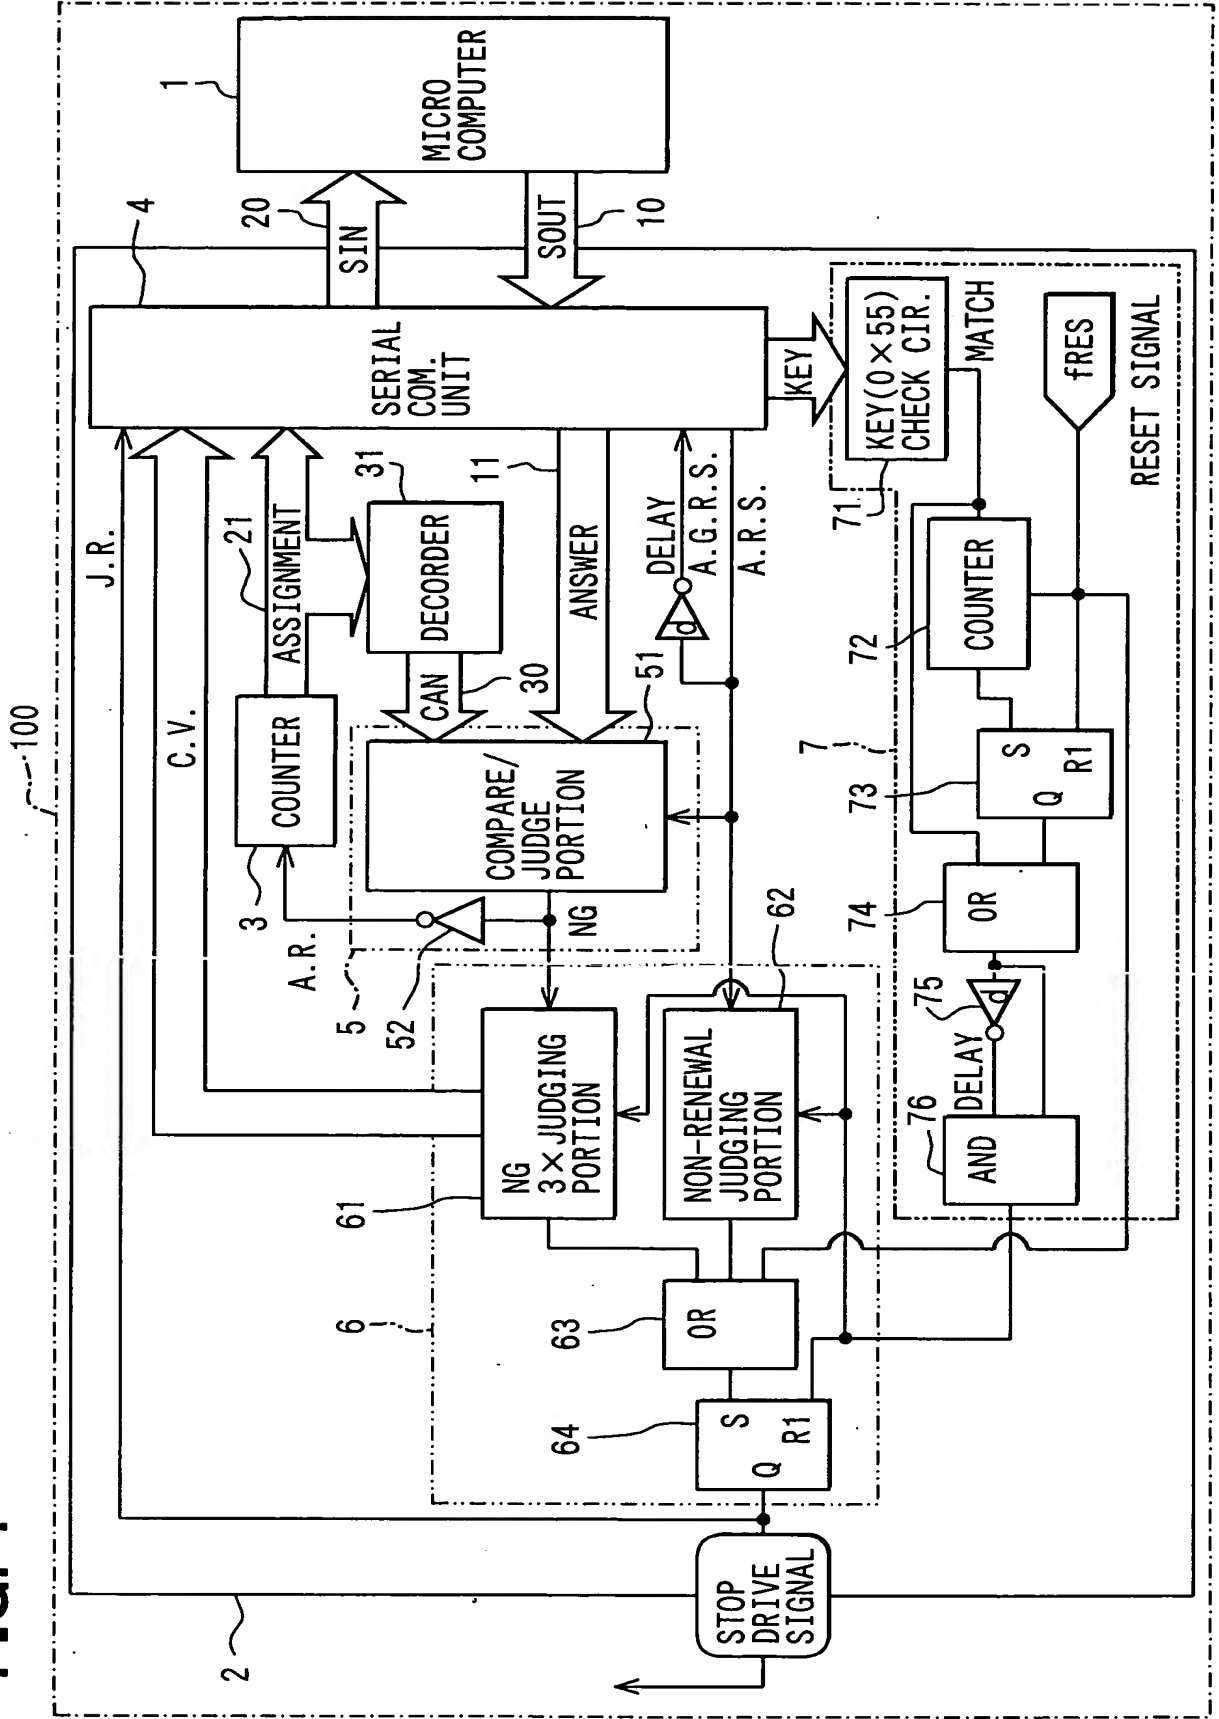 100
J.R.
C.V.
21
ASSIGNMENT
COUNTER
3
A.R.
DECORDER
31
CAN
30
11
ANSWER
COMPARE/
JUDGE
PORTION
51
52
5
NG
DELAY
A.G.R.S.
A.R.S.
d
SERIAL
COM.
UNIT
4
20
SIN
SOUT
10
MICRO
COMPUTER
1
2
6
NG
3×JUDGING
PORTION
61
NON-RENEWAL
JUDGING
PORTION
62
OR
63
S
Q
R1
64
STOP
DRIVE
SIGNAL
KEY
KEY(0×55)
CHECK CIR.
71
MATCH
fRES
RESET SIGNAL
7
COUNTER
72
S
Q
R1
73
OR
74
75
d
DELAY
AND
76